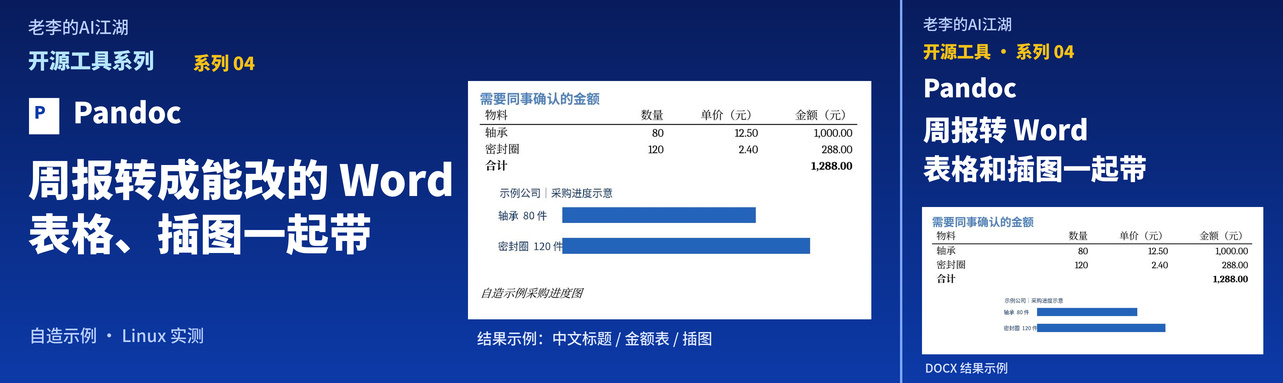 老李的AI江湖
开源工具系列 系列 04
P Pandoc
周报转成能改的 Word
表格、插图一起带
自造示例 · Linux 实测
需要同事确认的金额
物料 数量 单价（元） 金额（元）
轴承 80 12.50 1,000.00
密封圈 120 2.40 288.00
合计 1,288.00
示例公司｜采购进度示意
轴承 80 件
密封圈 120 件
自造示例采购进度图
结果示例：中文标题 / 金额表 / 插图
老李的AI江湖
开源工具 · 系列 04
Pandoc
周报转 Word
表格和插图一起带
需要同事确认的金额
物料 数量 单价（元） 金额（元）
轴承 80 12.50 1,000.00
密封圈 120 2.40 288.00
合计 1,288.00
示例公司｜采购进度示意
轴承 80 件
密封圈 120 件
DOCX 结果示例